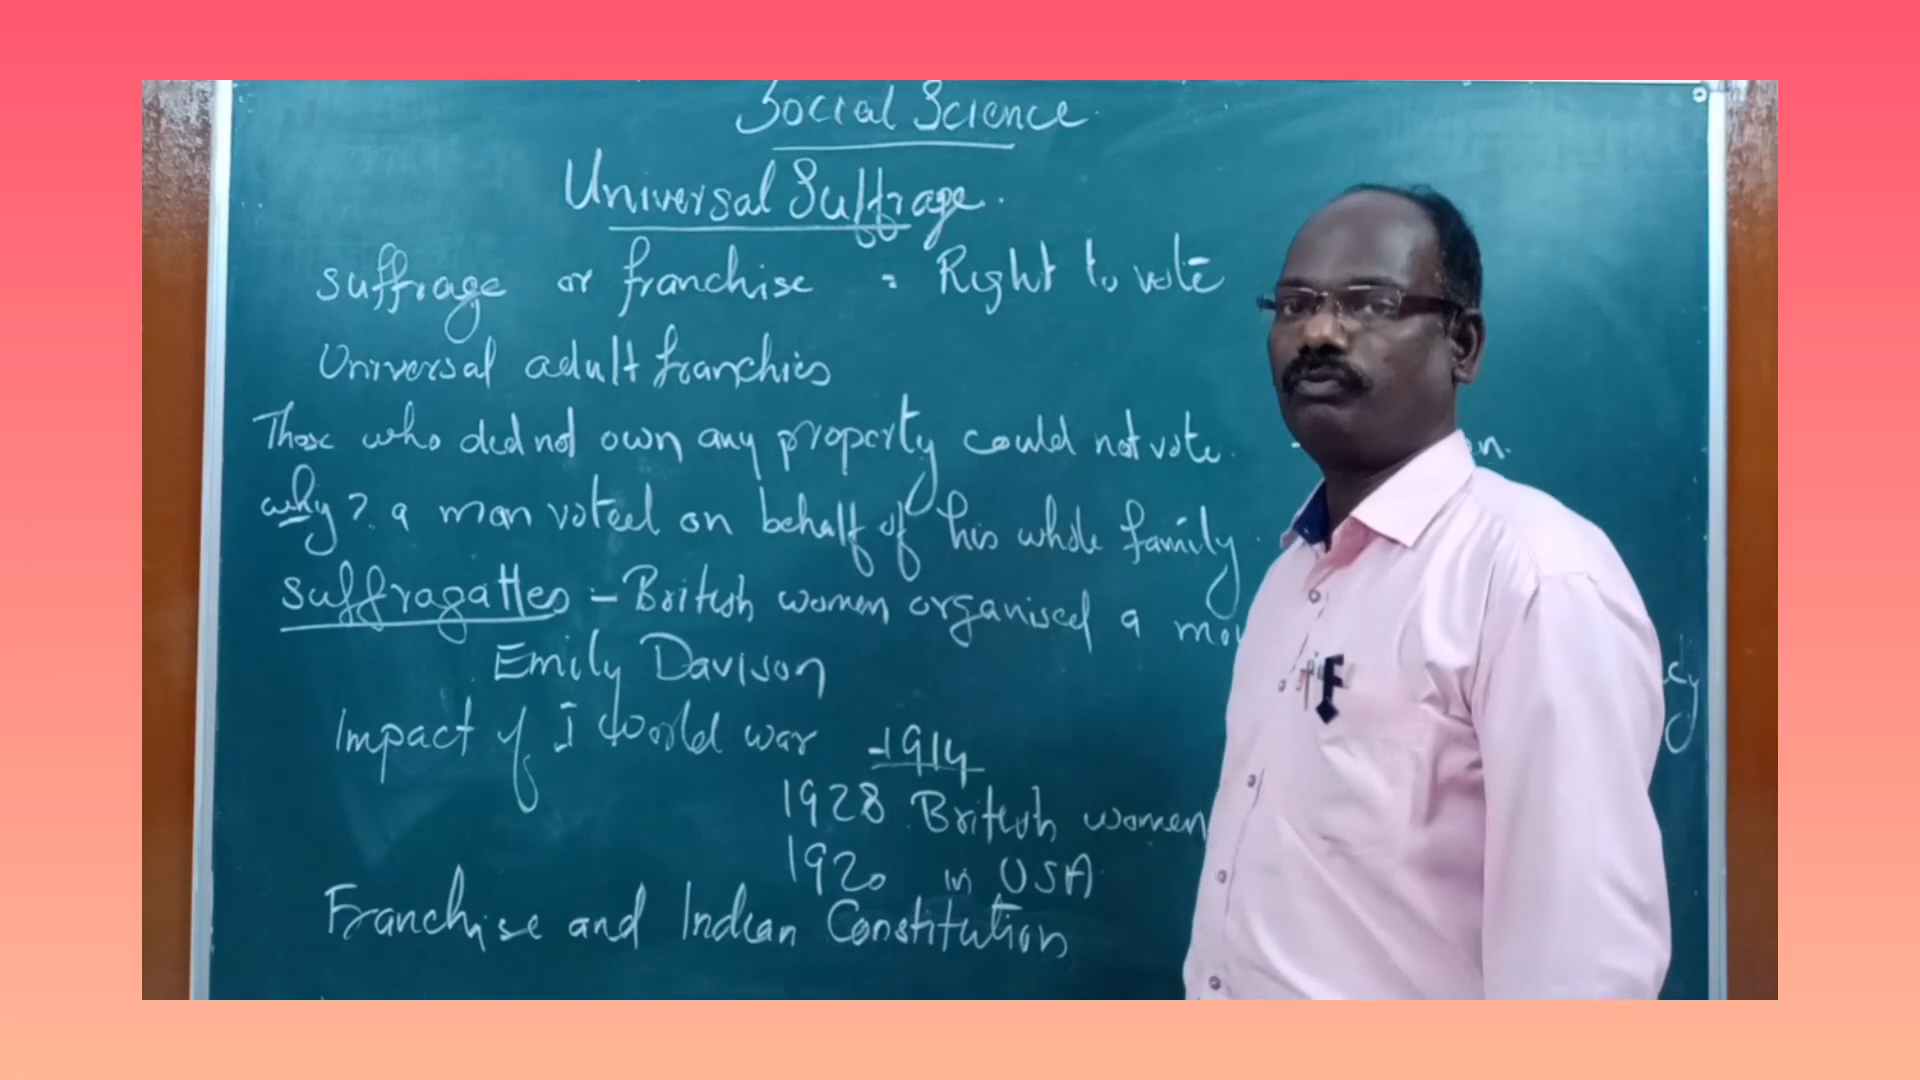 Social Science.
Universal Suffrage.
Suffrage or franchise = Right to vote
Universal adult franchies
Those who did not own any property could not vote.
why? a man voted on behalf of his whole family.
Suffragattes - British women organised a
Emily Davison
Impact of I World war - 1914
1928 British women
1920 in USA
Franchise and Indian Constitution